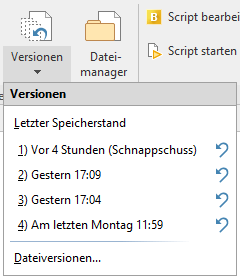 Versionen
Datei-
manager
Script bearbei
Script starten
Versionen
Letzter Speicherstand
1) Vor 4 Stunden (Schnappschuss)
2) Gestern 17:09
3) Gestern 17:04
4) Am letzten Montag 11:59
Dateiversionen...